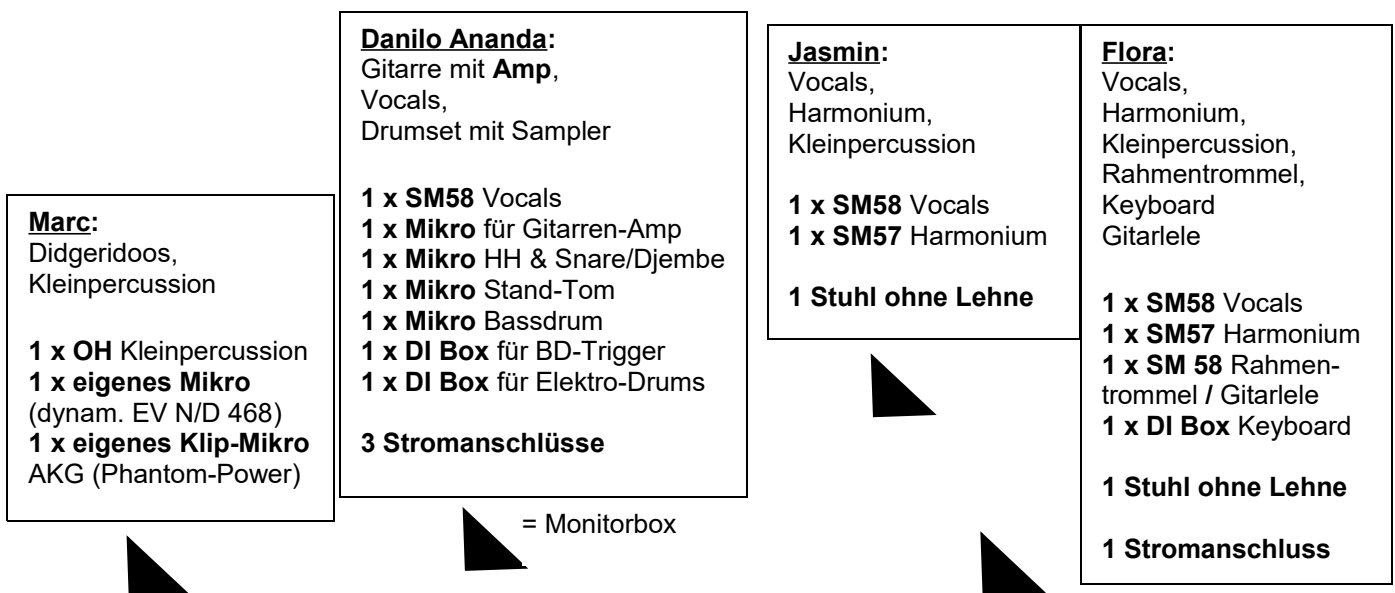 Marc:
Didgeridoos,
Kleinpercussion
1 x OH Kleinpercussion
1 x eigenes Mikro
(dynam. EV N/D 468)
1 x eigenes Klip-Mikro
AKG (Phantom-Power)
Danilo Ananda:
Gitarre mit Amp,
Vocals,
Drumset mit Sampler
1 x SM58 Vocals
1 x Mikro für Gitarren-Amp
1 x Mikro HH & Snare/Djembe
1 x Mikro Stand-Tom
1 x Mikro Bassdrum
1 x DI Box für BD-Trigger
1 x DI Box für Elektro-Drums
3 Stromanschlüsse
= Monitorbox
Jasmin:
Vocals,
Harmonium,
Kleinpercussion
1 x SM58 Vocals
1 x SM57 Harmonium
1 Stuhl ohne Lehne
Flora:
Vocals,
Harmonium,
Kleinpercussion,
Rahmentrommel,
Keyboard
Gitarlele
1 x SM58 Vocals
1 x SM57 Harmonium
1 x SM 58 Rahmen-
trommel / Gitarlele
1 x DI Box Keyboard
1 Stuhl ohne Lehne
1 Stromanschluss